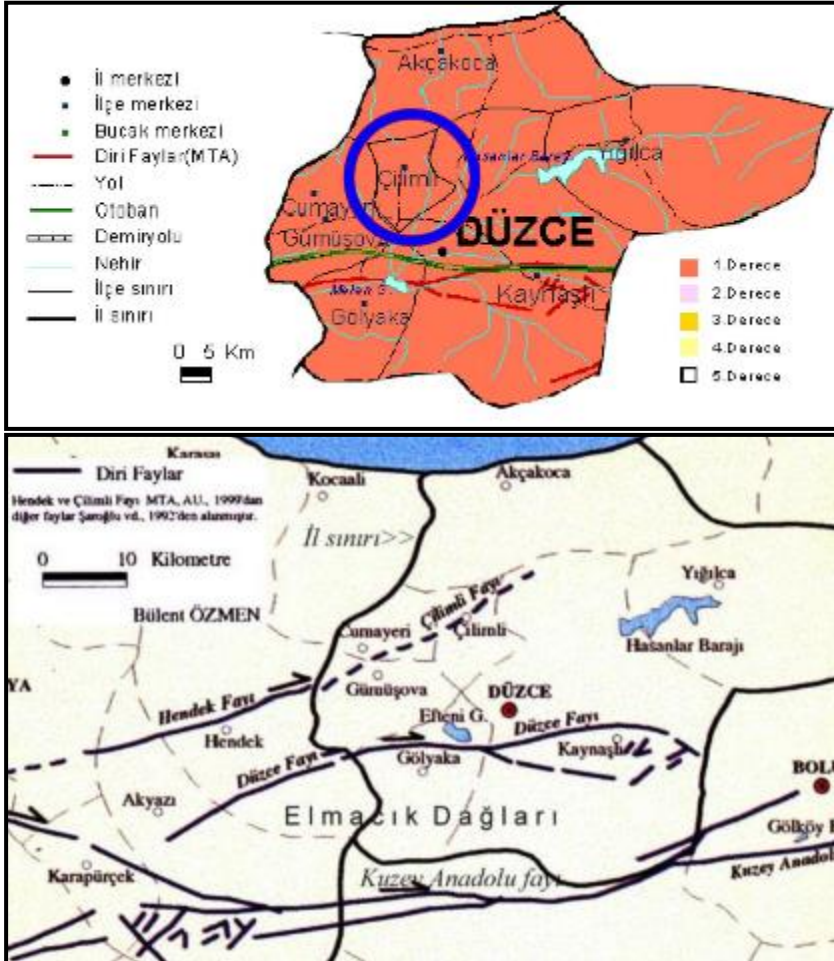 İl merkezi
İlçe merkezi
Bucak merkezi
Diri Faylar(MTA)
Yol
Otoban
Demiryolu
Nehir
İlçe sınırı
İl sınırı
0 5 Km
Akçakoca
Hasanlar Barajı
Yığılca
Çilimli
Cumayeri
Gümüşova
DÜZCE
Melen G.
Kaynaşlı
Gölyaka
1.Derece
2.Derece
3.Derece
4.Derece
5.Derece
Karasu
Diri Faylar
Hendek ve Çilimli Fayı MTA, AU., 1999'dan
diğer faylar Şaroğlu vd., 1992'den alınmıştır.
0 10 Kilometre
Bülent ÖZMEN
Kocaali
Akçakoca
İl sınırı>>
Yığılca
Hasanlar Barajı
Çilimli Fayı
Cumayeri
Çilimli
Gümüşova
DÜZCE
YA
Hendek Fayı
Hendek
Efteni G.
Düzce Fayı
Kaynaşlı
Düzce Fayı
Gölyaka
BOLU
Akyazı
Elmacık Dağları
Gölköy
Karapürçek
Kuzey Anadolu fayı
Kuzey Anadol